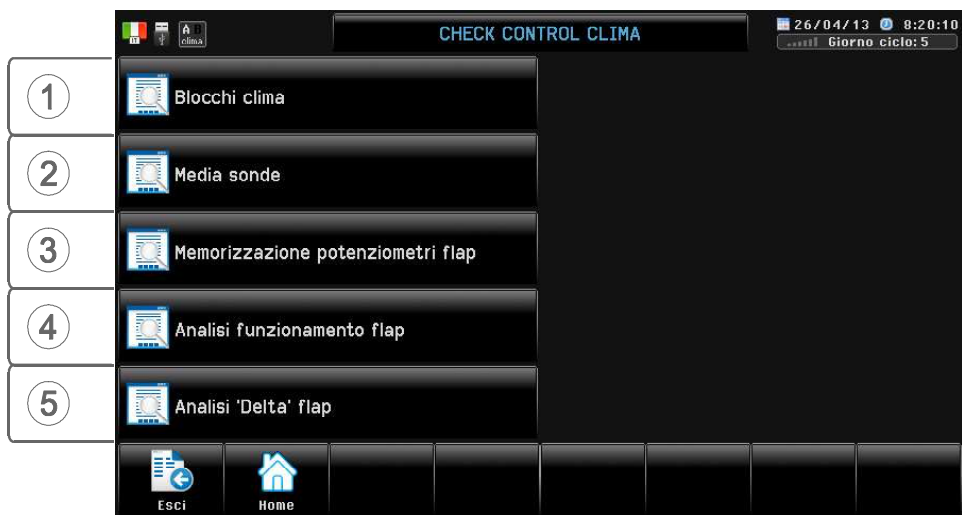 IT
A B
clima
CHECK CONTROL CLIMA
26/04/13 8:20:10
Giorno ciclo: 5
1 Blocchi clima
2 Media sonde
3 Memorizzazione potenziometri flap
4 Analisi funzionamento flap
5 Analisi 'Delta' flap
Esci Home